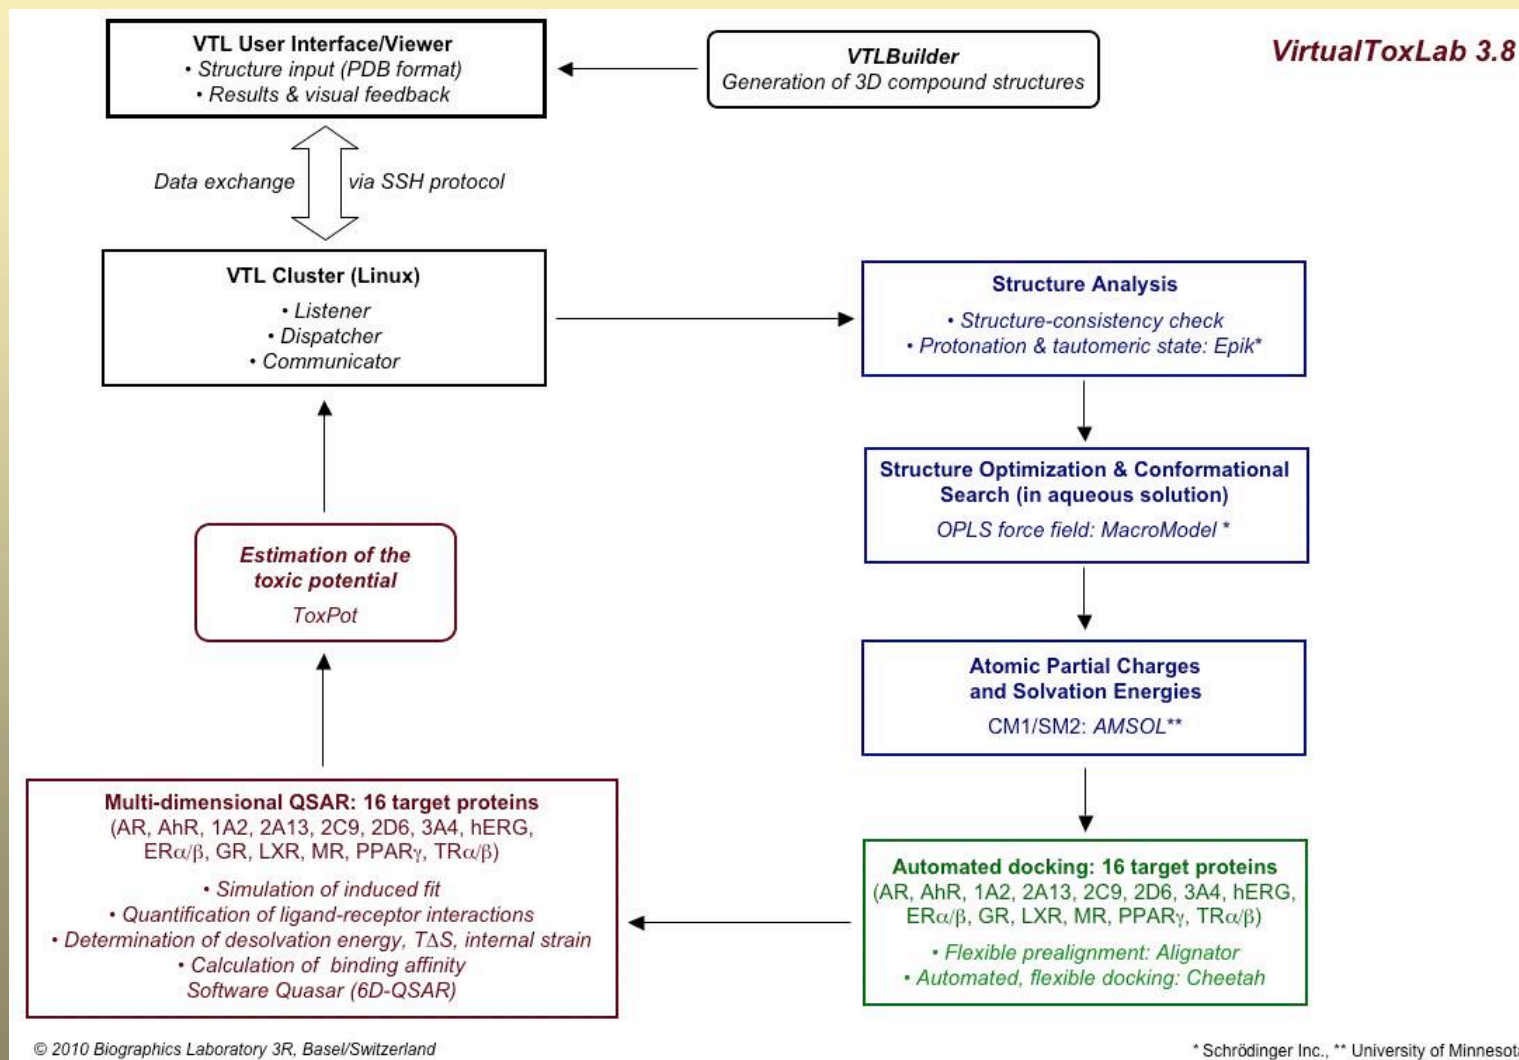 VirtualToxLab 3.8
VTL User Interface/Viewer
• Structure input (PDB format)
• Results & visual feedback
VTLBuilder
Generation of 3D compound structures
Data exchange
via SSH protocol
VTL Cluster (Linux)
• Listener
• Dispatcher
• Communicator
Structure Analysis
• Structure-consistency check
• Protonation & tautomeric state: Epik*
Structure Optimization & Conformational
Search (in aqueous solution)
OPLS force field: MacroModel *
Atomic Partial Charges
and Solvation Energies
CM1/SM2: AMSOL**
Automated docking: 16 target proteins
(AR, AhR, 1A2, 2A13, 2C9, 2D6, 3A4, hERG,
ERα/β, GR, LXR, MR, PPARγ, TRα/β)
• Flexible prealignment: Alignator
• Automated, flexible docking: Cheetah
Multi-dimensional QSAR: 16 target proteins
(AR, AhR, 1A2, 2A13, 2C9, 2D6, 3A4, hERG,
ERα/β, GR, LXR, MR, PPARγ, TRα/β)
• Simulation of induced fit
• Quantification of ligand-receptor interactions
• Determination of desolvation energy, TΔS, internal strain
• Calculation of binding affinity
Software Quasar (6D-QSAR)
Estimation of the
toxic potential
ToxPot
© 2010 Biographics Laboratory 3R, Basel/Switzerland
* Schrödinger Inc., ** University of Minnesot